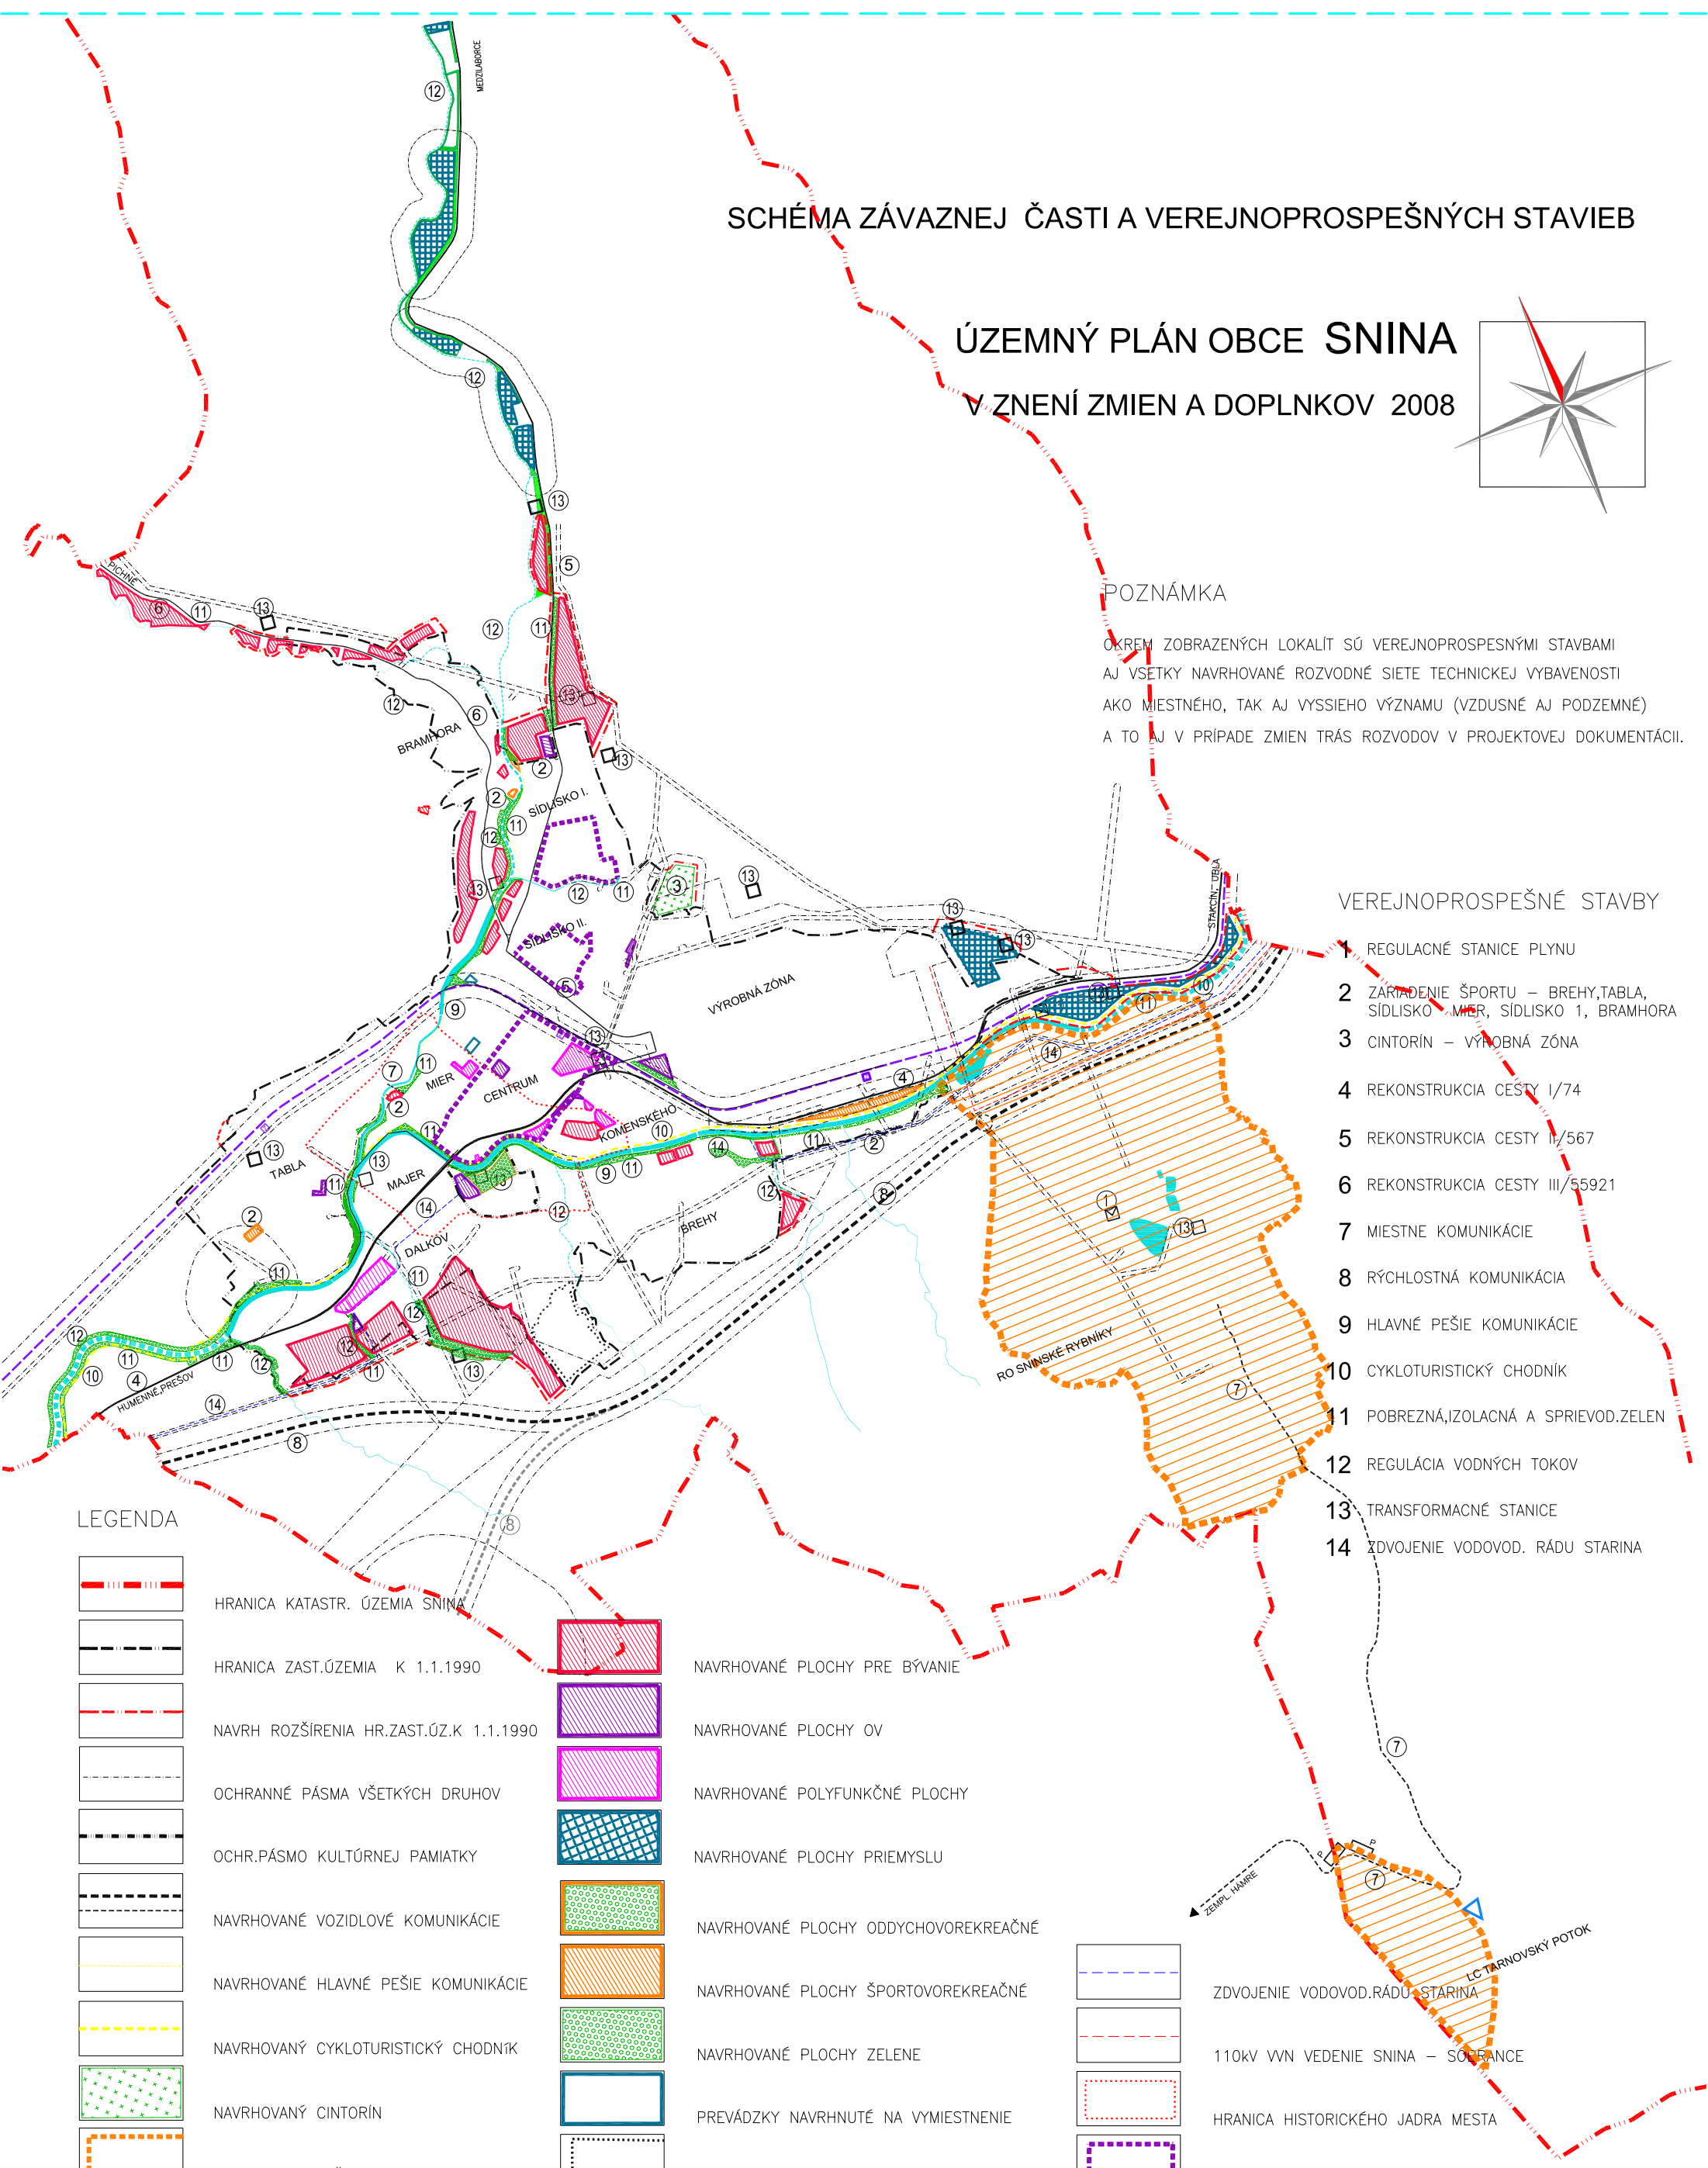 MEDZILABORCE
SCHÉMA ZÁVAZNEJ ČASTI A VEREJNOPROSPEŠNÝCH STAVIEB
ÚZEMNÝ PLÁN OBCE SNINA
V ZNENÍ ZMIEN A DOPLNKOV 2008
POZNÁMKA
OKREM ZOBRAZENÝCH LOKALÍT SÚ VEREJNOPROSPESNÝMI STAVBAMI
AJ VSETKY NAVRHOVANÉ ROZVODNÉ SIETE TECHNICKEJ VYBAVENOSTI
AKO MIESTNÉHO, TAK AJ VYSSIEHO VÝZNAMU (VZDUSNÉ AJ PODZEMNÉ)
A TO AJ V PRÍPADE ZMIEN TRÁS ROZVODOV V PROJEKTOVEJ DOKUMENTÁCII.
PICHNE
BRAMHORA
SÍDLISKO I.
SÍDLISKO II.
VÝROBNÁ ZÓNA
STAKCIN, UBLA
MIER
CENTRUM
KOMENSKÉHO
TABLA
MAJER
DALKOV
BREHY
HUMENNÉ,PREŠOV
RO SNINSKÉ RYBNÍKY
ZEMPL. HÁMRE
P
P
LC TARNOVSKÝ POTOK
VEREJNOPROSPEŠNÉ STAVBY
1 REGULACNÉ STANICE PLYNU
2 ZARIADENIE ŠPORTU – BREHY,TABLA,
SÍDLISKO MIER, SÍDLISKO 1, BRAMHORA
3 CINTORÍN – VÝROBNÁ ZÓNA
4 REKONSTRUKCIA CESTY I/74
5 REKONSTRUKCIA CESTY II/567
6 REKONSTRUKCIA CESTY III/55921
7 MIESTNE KOMUNIKÁCIE
8 RÝCHLOSTNÁ KOMUNIKÁCIA
9 HLAVNÉ PEŠIE KOMUNIKÁCIE
10 CYKLOTURISTICKÝ CHODNÍK
11 POBREZNÁ,IZOLACNÁ A SPRIEVOD.ZELEN
12 REGULÁCIA VODNÝCH TOKOV
13 TRANSFORMACNÉ STANICE
14 ZDVOJENIE VODOVOD. RÁDU STARINA
LEGENDA
HRANICA KATASTR. ÚZEMIA SNINA
HRANICA ZAST.ÚZEMIA K 1.1.1990
NAVRH ROZŠÍRENIA HR.ZAST.ÚZ.K 1.1.1990
OCHRANNÉ PÁSMA VŠETKÝCH DRUHOV
OCHR.PÁSMO KULTÚRNEJ PAMIATKY
NAVRHOVANÉ VOZIDLOVÉ KOMUNIKÁCIE
NAVRHOVANÉ HLAVNÉ PEŠIE KOMUNIKÁCIE
NAVRHOVANÝ CYKLOTURISTICKÝ CHODNÍK
NAVRHOVANÝ CINTORÍN
NAVRHOVANÉ PLOCHY PRE BÝVANIE
NAVRHOVANÉ PLOCHY OV
NAVRHOVANÉ POLYFUNKČNÉ PLOCHY
NAVRHOVANÉ PLOCHY PRIEMYSLU
NAVRHOVANÉ PLOCHY ODDYCHOVOREKREAČNÉ
NAVRHOVANÉ PLOCHY ŠPORTOVOREKREAČNÉ
NAVRHOVANÉ PLOCHY ZELENE
PREVÁDZKY NAVRHNUTÉ NA VYMIESTNENIE
ZDVOJENIE VODOVOD.RÁDU STARINA
110kV VVN VEDENIE SNINA – SOBRANCE
HRANICA HISTORICKÉHO JADRA MESTA